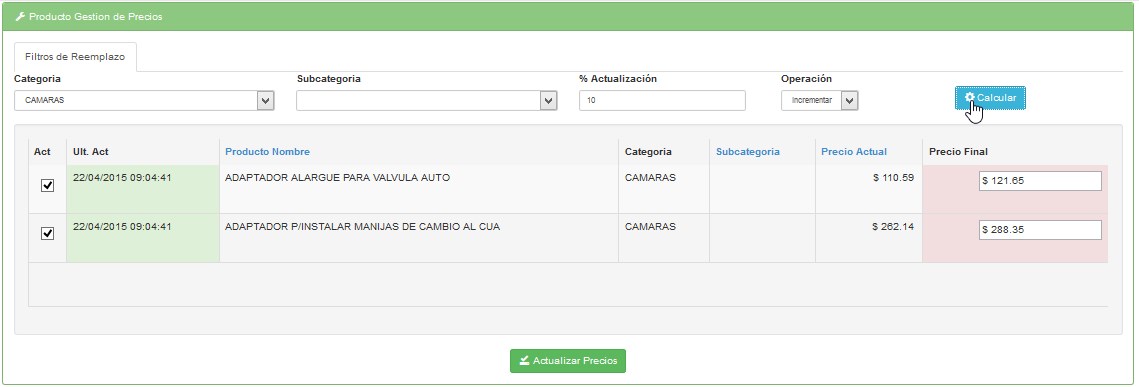 Producto Gestion de Precios
Filtros de Reemplazo
Categoria Subcategoria % Actualización Operación
CAMARAS 10 Incrementar Calcular
Act Ult. Act Producto Nombre Categoria Subcategoria Precio Actual Precio Final
22/04/2015 09:04:41 ADAPTADOR ALARGUE PARA VALVULA AUTO CAMARAS $ 110.59 $ 121.65
22/04/2015 09:04:41 ADAPTADOR P/INSTALAR MANIJAS DE CAMBIO AL CUA CAMARAS $ 262.14 $ 288.35
Actualizar Precios